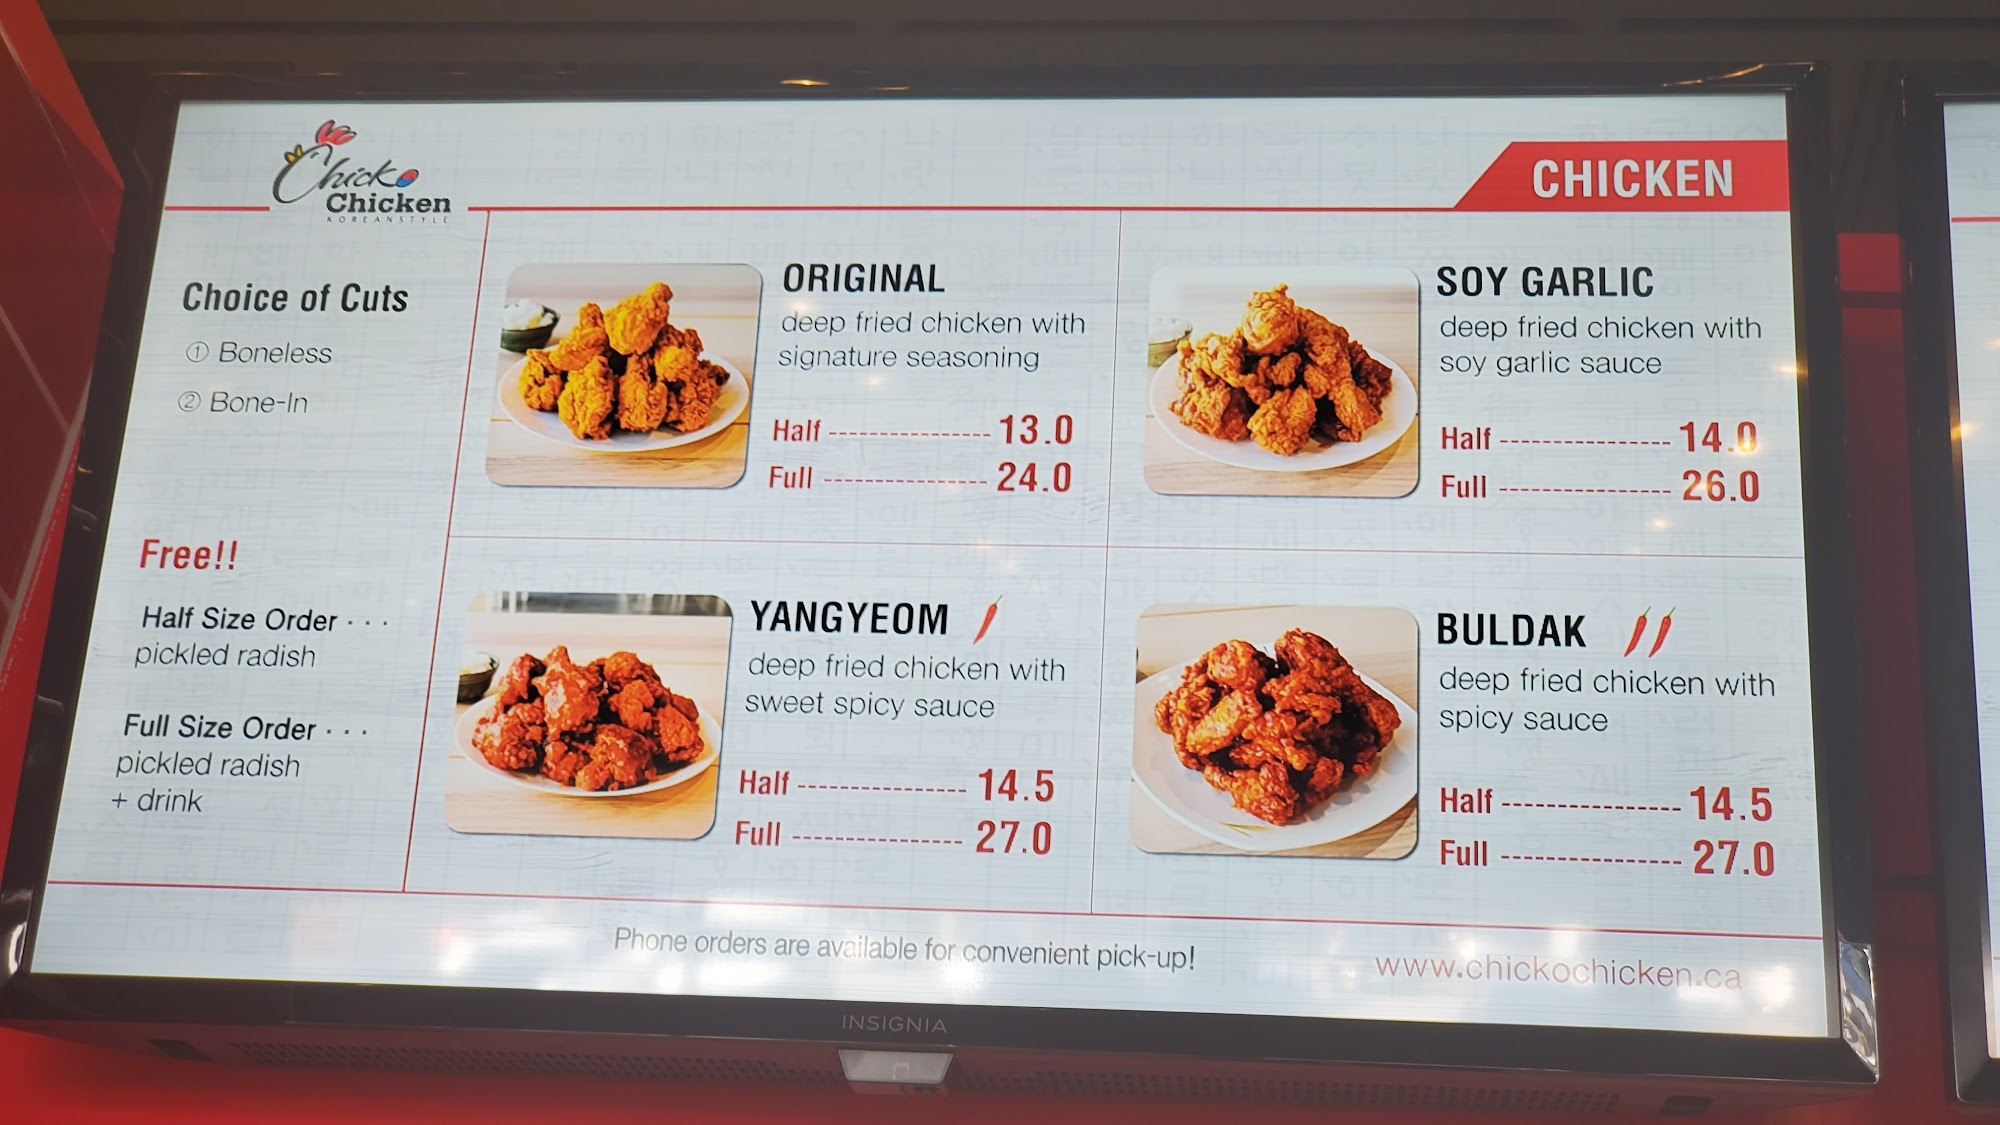 Chicko
Chicken
KOREANSTYLE
CHICKEN
Choice of Cuts
① Boneless
② Bone-In
Free!!
Half Size Order · · ·
pickled radish
Full Size Order · · ·
pickled radish
+ drink
ORIGINAL
deep fried chicken with
signature seasoning
Half ---------------- 13.0
Full ---------------- 24.0
SOY GARLIC
deep fried chicken with
soy garlic sauce
Half ---------------- 14.0
Full ---------------- 26.0
YANGYEOM
deep fried chicken with
sweet spicy sauce
Half ---------------- 14.5
Full ---------------- 27.0
BULDAK
deep fried chicken with
spicy sauce
Half ---------------- 14.5
Full ---------------- 27.0
Phone orders are available for convenient pick-up!
www.chickochicken.ca
INSIGNIA